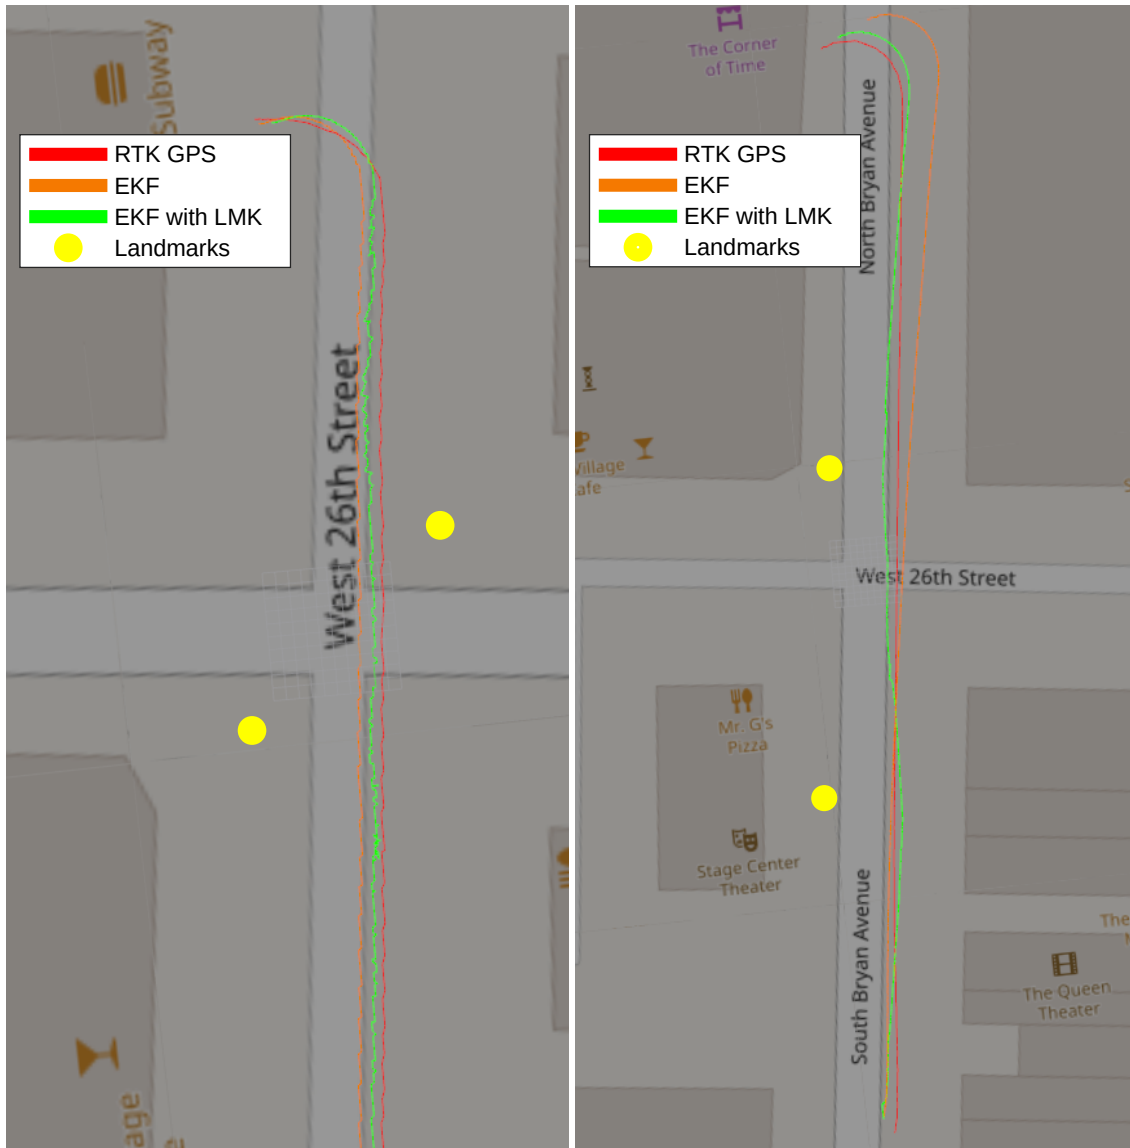 Subway
RTK GPS
EKF
EKF with LMK
Landmarks
West 26th Street
The Corner
of Time
RTK GPS
EKF
EKF with LMK
Landmarks
North Bryan Avenue
Village
afe
West 26th Street
Mr. G's
Pizza
Stage Center
Theater
South Bryan Avenue
The
The Queen
Theater
age